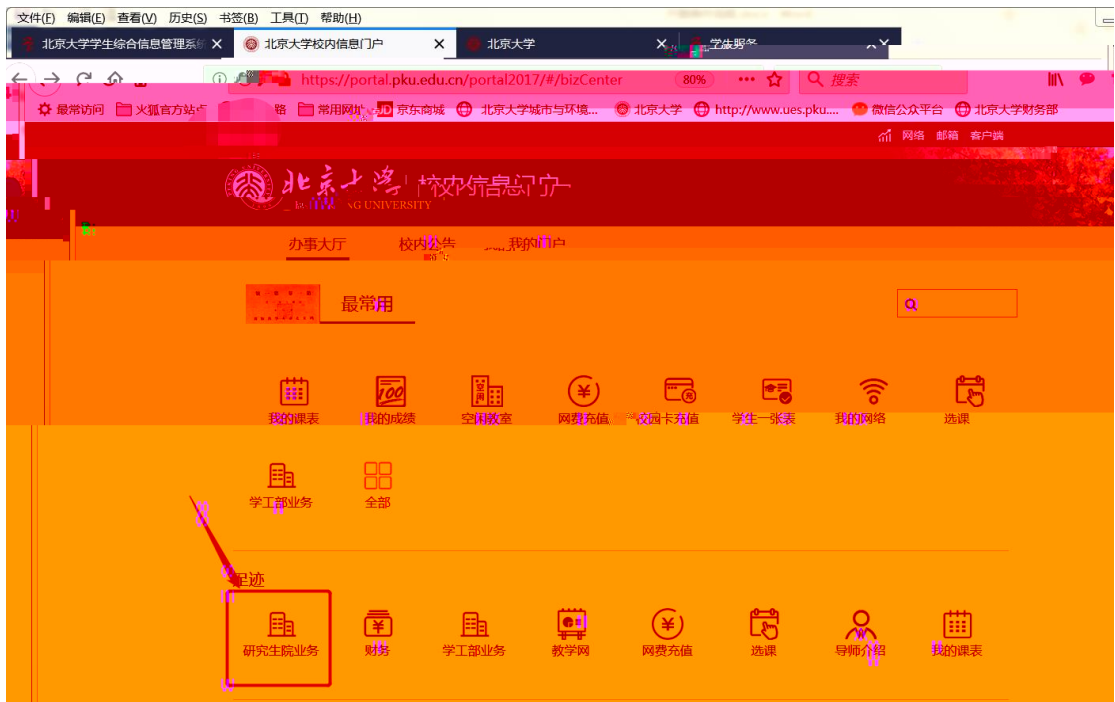 文件(F) 编辑(E) 查看(V) 历史(S) 书签(B) 工具(T) 帮助(H)
北京大学学生综合信息管理系统 × 北京大学校内信息门户 × 北京大学 ×
https://portal.pku.edu.cn/portal2017/#/bizCenter 80% 搜索
最常访问 火狐官方站点 常用网址 JD 京东商城 北京大学城市与环境... 北京大学 http://www.ues.pku.... 微信公众平台 北京大学财务部
网络 邮箱 客户端
北京大学 校内信息门户
NG UNIVERSITY
办事大厅 校内公告 我的门户
最常用
我的课表 我的成绩 空闲教室 网费充值 校园卡充值 学生一张表 我的网络 选课
学工部业务 全部
足迹
研究生院业务 财务 学工部业务 教学网 网费充值 选课 导师介绍 我的课表